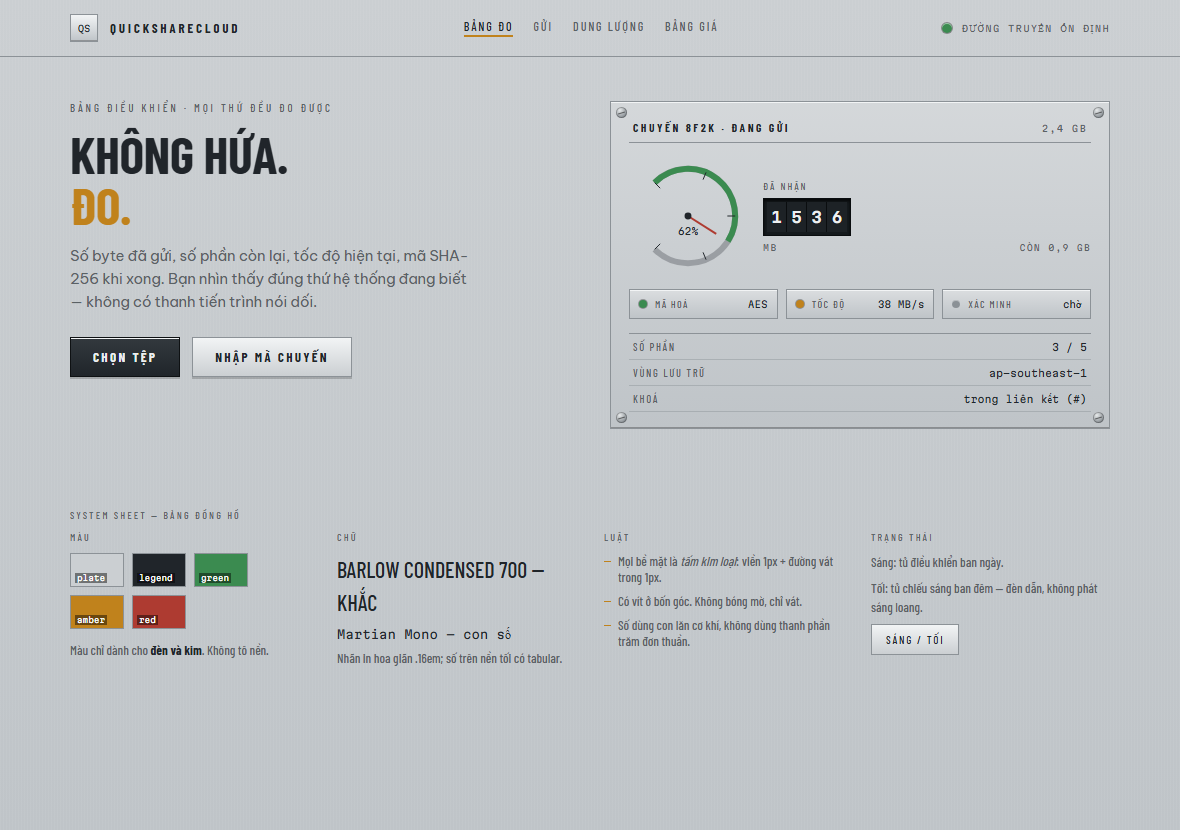 QS QUICKSHARECLOUD BẢNG ĐO GỬI DUNG LƯỢNG BẢNG GIÁ ĐƯỜNG TRUYỀN ỔN ĐỊNH
BẢNG ĐIỀU KHIỂN · MỌI THỨ ĐỀU ĐO ĐƯỢC
KHÔNG HỨA.
ĐO.
Số byte đã gửi, số phần còn lại, tốc độ hiện tại, mã SHA-
256 khi xong. Bạn nhìn thấy đúng thứ hệ thống đang biết
— không có thanh tiến trình nói dối.
CHỌN TỆP NHẬP MÃ CHUYẾN
CHUYẾN 8F2K · ĐANG GỬI 2,4 GB
62%
ĐÃ NHẬN
1536
MB CÒN 0,9 GB
MÃ HOÁ AES TỐC ĐỘ 38 MB/s XÁC MINH chờ
SỐ PHẦN 3 / 5
VÙNG LƯU TRỮ ap-southeast-1
KHOÁ trong liên kết (#)
SYSTEM SHEET — BẢNG ĐỒNG HỒ
MÀU
plate legend green
amber red
Màu chỉ dành cho đèn và kim. Không tô nền.
CHỮ
BARLOW CONDENSED 700 —
KHẮC
Martian Mono — con số
Nhãn in hoa giãn .16em; số trên nền tối có tabular.
LUẬT
— Mọi bề mặt là tấm kim loại: viền 1px + đường vát
trong 1px.
— Có vít ở bốn góc. Không bóng mờ, chỉ vát.
— Số dùng con lăn cơ khí, không dùng thanh phần
trăm đơn thuần.
TRẠNG THÁI
Sáng: tủ điều khiển ban ngày.
Tối: tủ chiếu sáng ban đêm — đèn dẫn, không phát
sáng loang.
SÁNG / TỐI